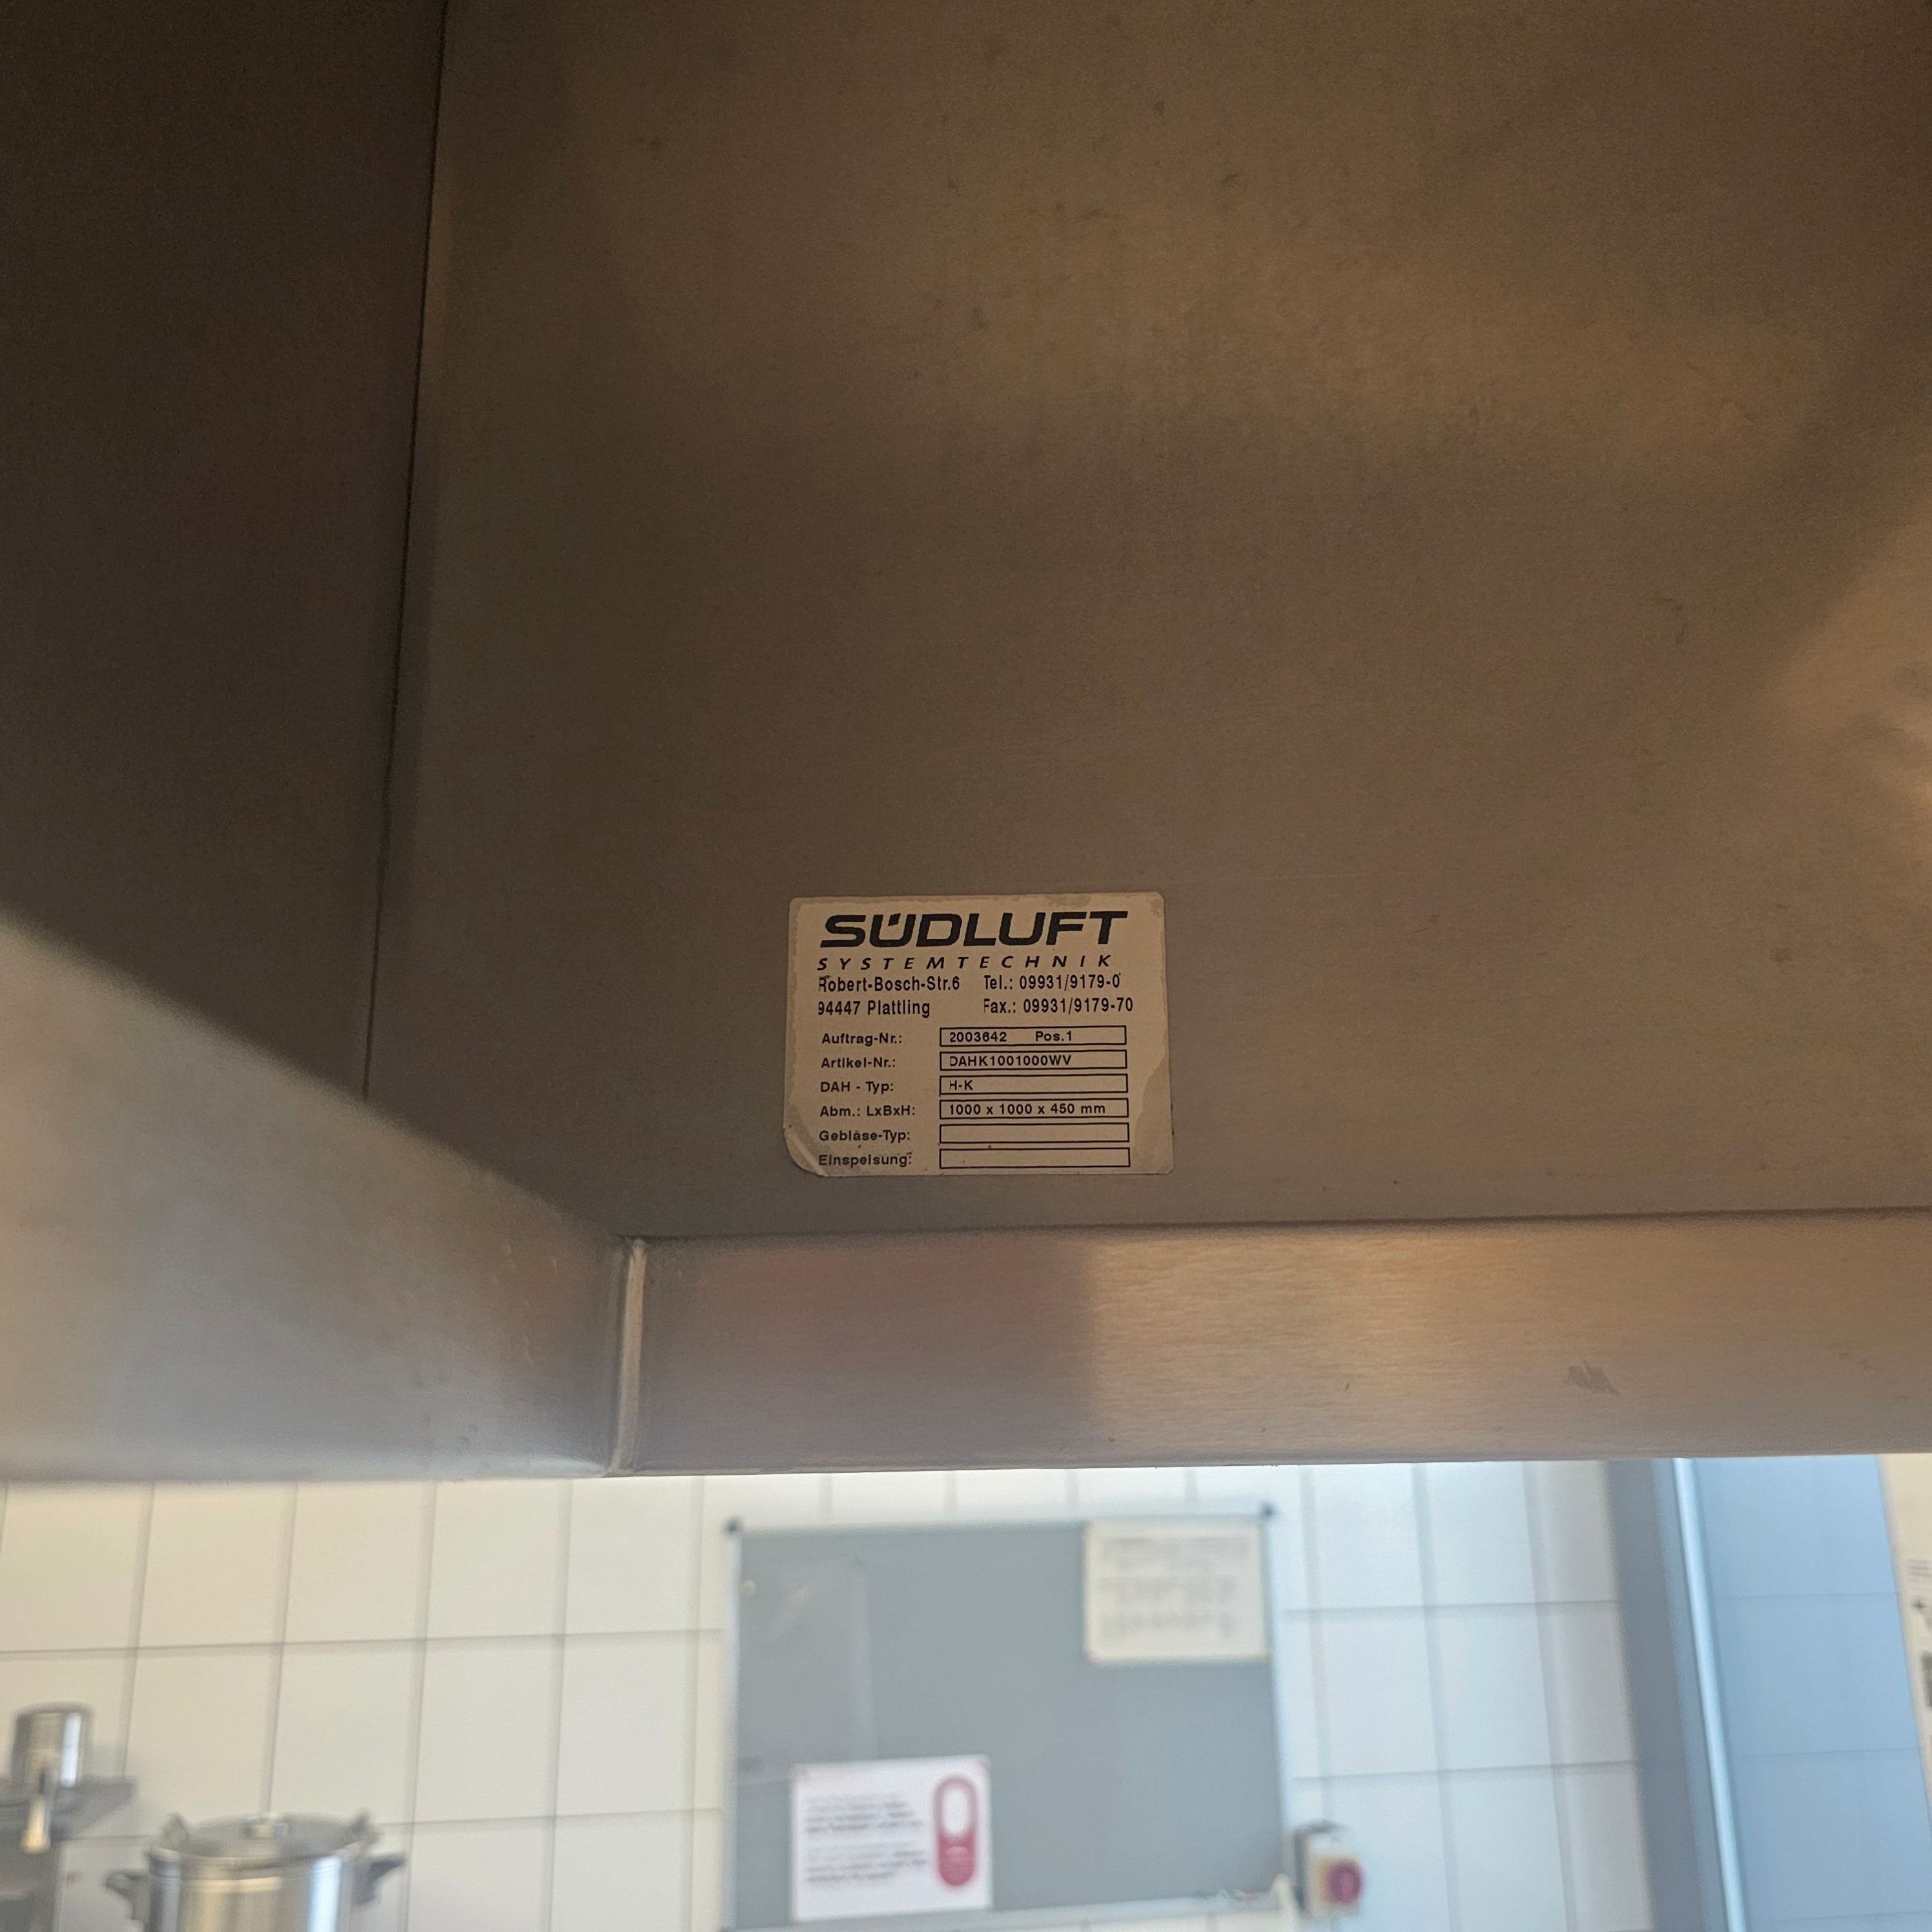 SÜDLUFT
SYSTEMTECHNIK
Robert-Bosch-Str.6 Tel.: 09931/9179-0
94447 Plattling Fax.: 09931/9179-70
Auftrag-Nr.: 2003642 Pos.1
Artikel-Nr.: DAHK1001000WV
DAH - Typ: H-K
Abm.: LxBxH: 1000 x 1000 x 450 mm
Gebläse-Typ:
Einspeisung: